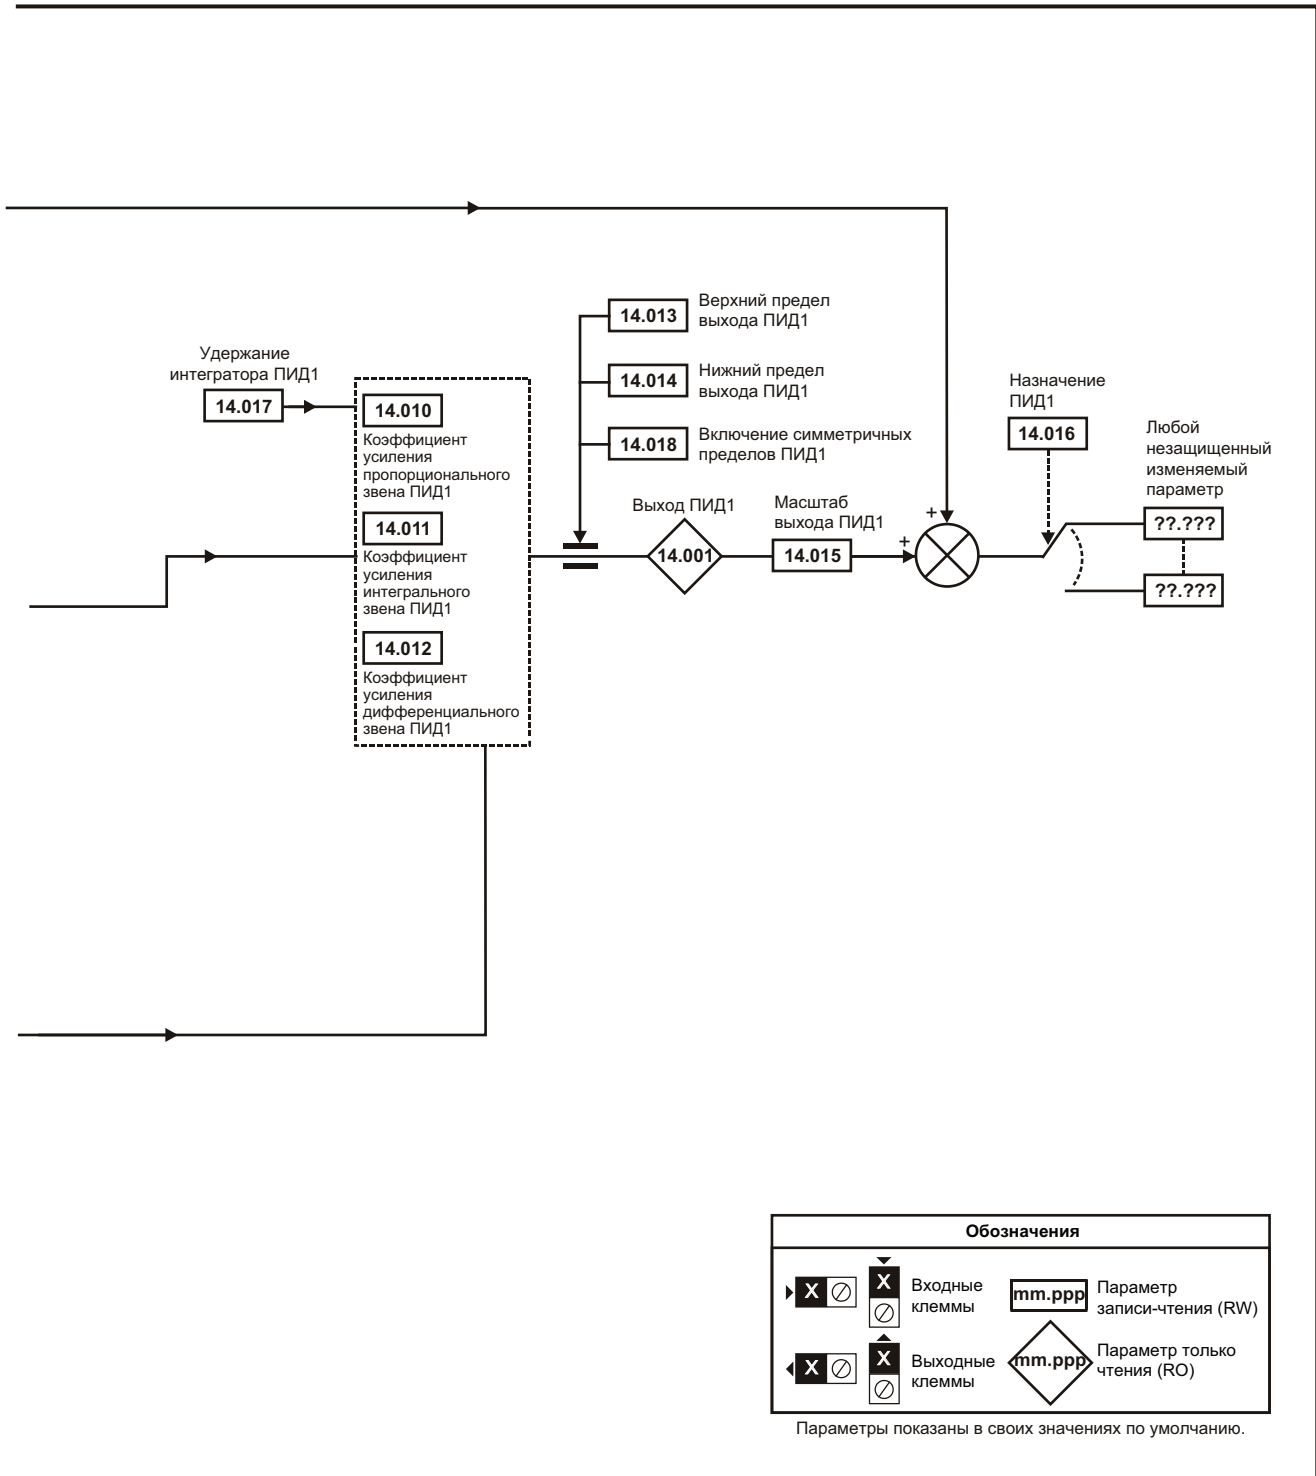 Верхний предел
выхода ПИД1
14.013
Удержание
интегратора ПИД1
14.017
Нижний предел
выхода ПИД1
14.014
Включение симметричных
пределов ПИД1
14.018
14.010
Коэффициент
усиления
пропорционального
звена ПИД1
14.011
Коэффициент
усиления
интегрального
звена ПИД1
14.012
Коэффициент
усиления
дифференциального
звена ПИД1
Выход ПИД1
14.001
Масштаб
выхода ПИД1
14.015
+
+
Назначение
ПИД1
14.016
Любой
незащищенный
изменяемый
параметр
??.???
??.???
Обозначения
X
X
Входные
клеммы
mm.ppp
Параметр
записи-чтения (RW)
X
X
Выходные
клеммы
mm.ppp
Параметр только
чтения (RO)
Параметры показаны в своих значениях по умолчанию.